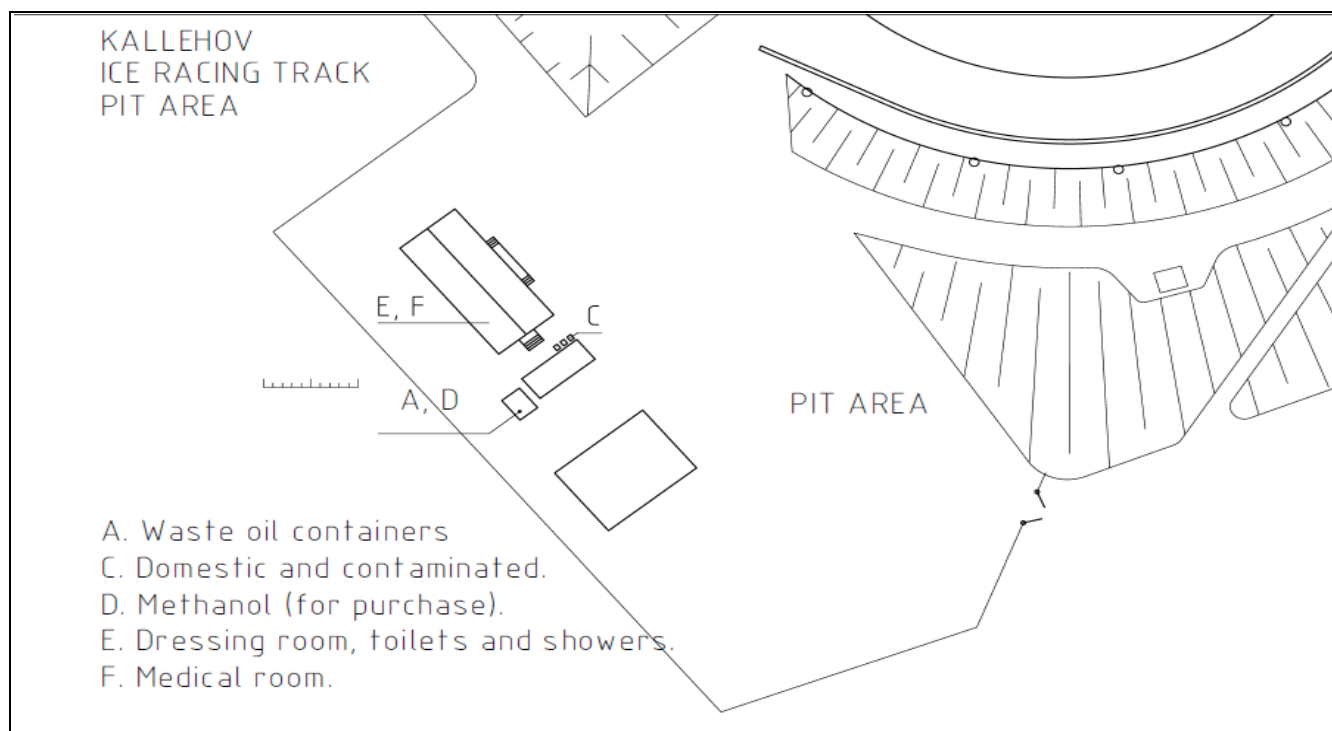 KALLEHOV
ICE RACING TRACK
PIT AREA
E, F
C
A, D
PIT AREA
A. Waste oil containers
C. Domestic and contaminated.
D. Methanol (for purchase).
E. Dressing room, toilets and showers.
F. Medical room.